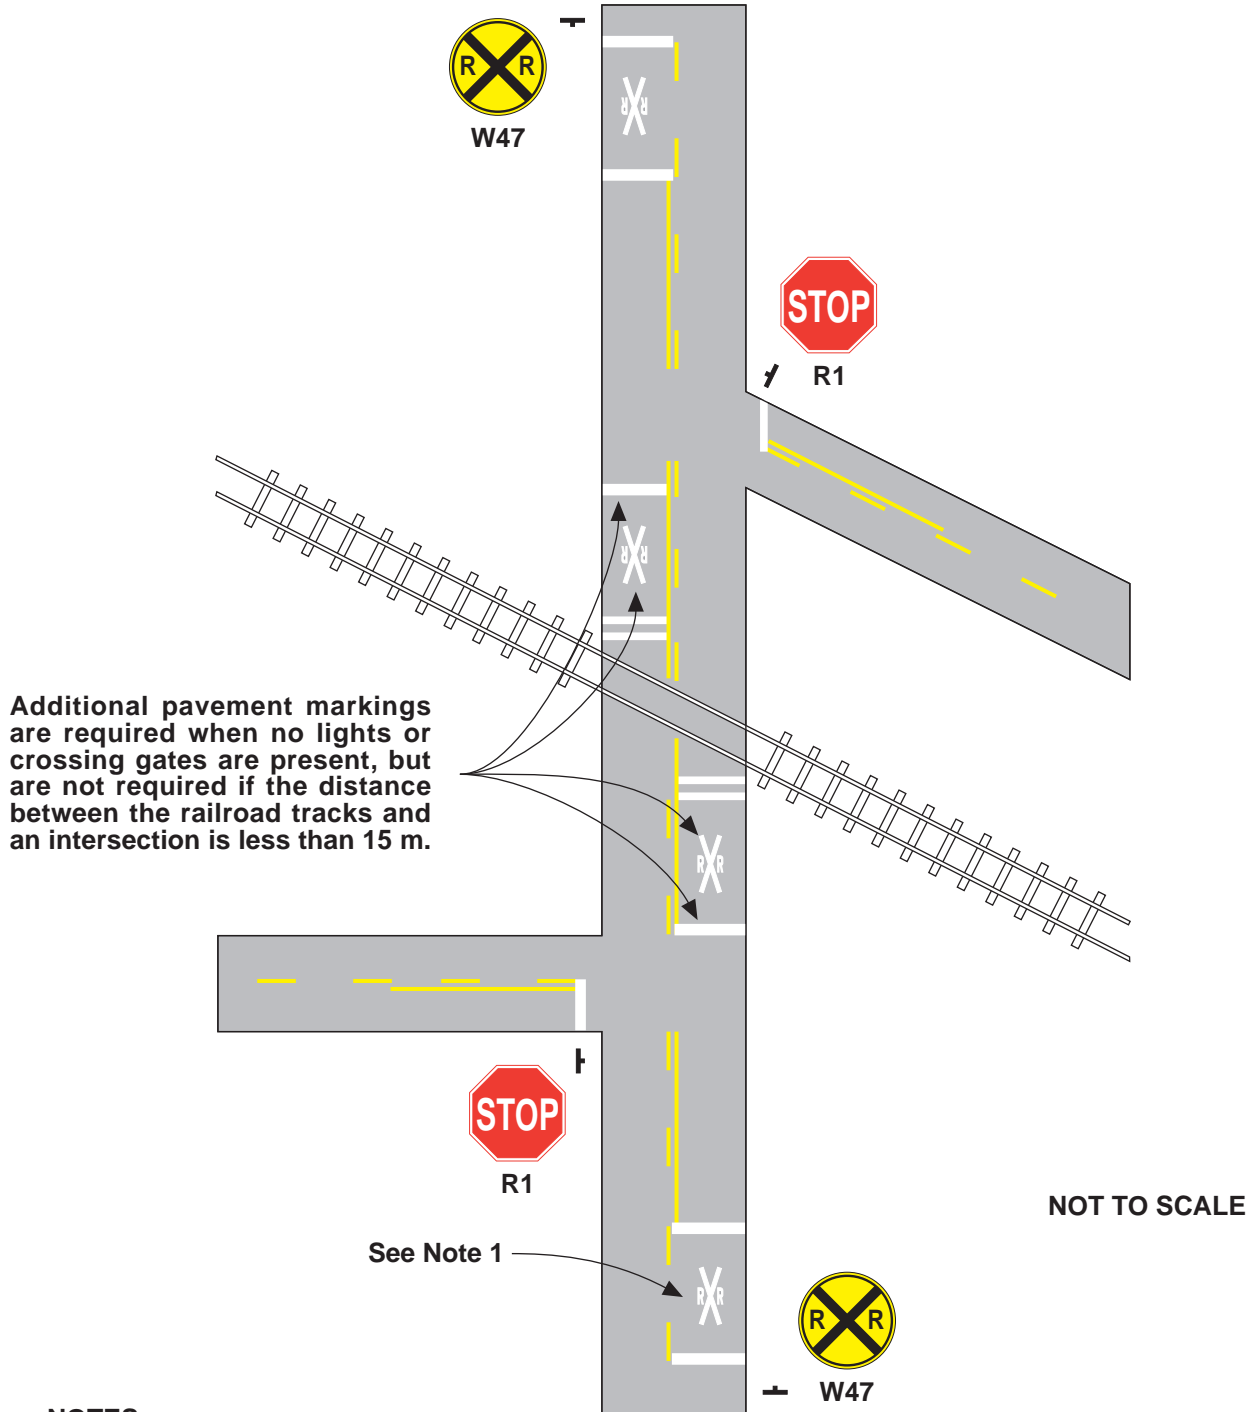 R R
W47
R R
STOP
R1
R R
Additional pavement markings
are required when no lights or
crossing gates are present, but
are not required if the distance
between the railroad tracks and
an intersection is less than 15 m.
R R
STOP
R1
NOT TO SCALE
See Note 1
R R
R R
W47
NOTES